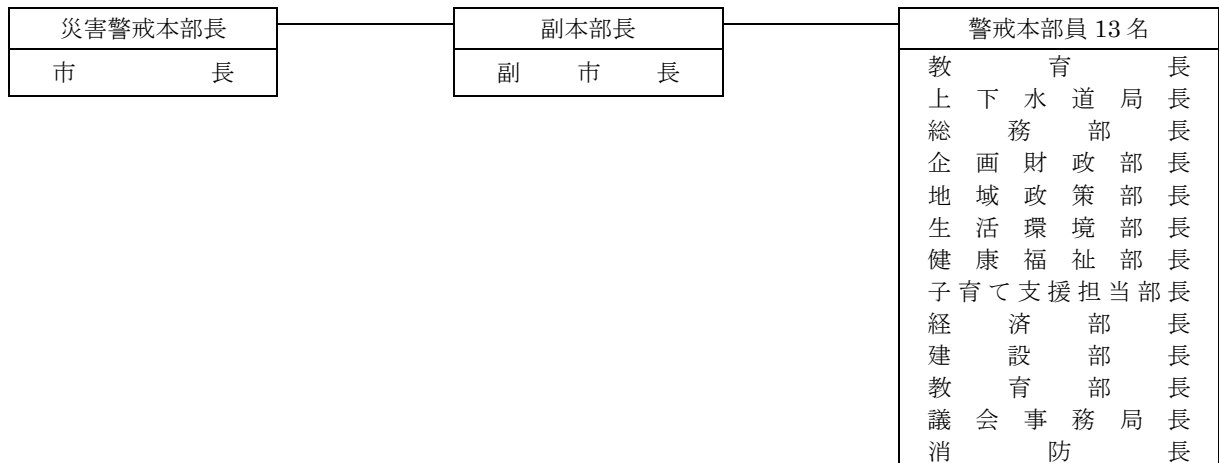 災害警戒本部長
市長
副本部長
副市長
警戒本部員 13 名
教育長
上下水道局長
総務部長
企画財政部長
地域政策部長
生活環境部長
健康福祉部長
子育て支援担当部長
経済部長
建設部長
教育部長
議会事務局長
消防長